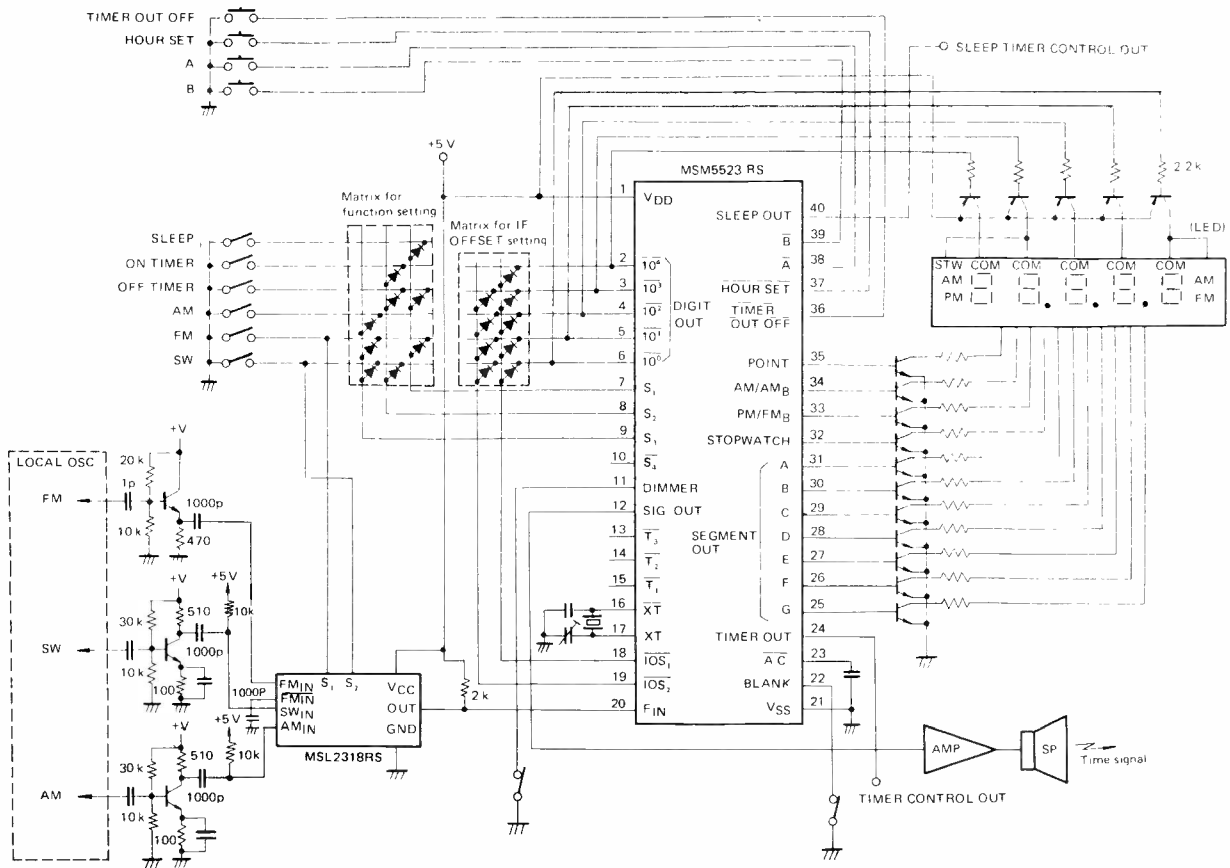 TIMER OUT OFF
HOUR SET
A
B
SLEEP TIMER CONTROL OUT
+5 V
2.2k
MSM5523 RS
Matrix for
function setting
Matrix for IF
OFFSET setting
SLEEP
ON TIMER
OFF TIMER
AM
FM
SW
1 VDD
2 10⁴
3 10³
4 10²
5 10¹
6 10⁰
DIGIT
OUT
7 S₁
8 S₂
9 S₃
10 S₄
11 DIMMER
12 SIG OUT
13 T₃
14 T₂
15 T₁
16 XT
17 XT
18 IOS₁
19 IOS₂
20 FIN
SLEEP OUT 40
B 39
A 38
HOUR SET 37
TIMER
OUT OFF 36
POINT 35
AM/AMB 34
PM/FMB 33
STOPWATCH 32
SEGMENT
OUT
A 31
B 30
C 29
D 28
E 27
F 26
G 25
TIMER OUT 24
AC 23
BLANK 22
VSS 21
(LED)
STW COM COM COM COM COM
AM AM
PM FM
LOCAL OSC
FM
SW
AM
+V
20k
1p
1000p
10k
470
+V
+5V
510
10k
30k
1000p
10k
100
+V
+5V
510
10k
30k
1000p
10k
100
1000P
FMIN S₁ S₂ VCC
FMIN
SWIN OUT
AMIN GND
MSL2318RS
2k
AMP
SP
Time signal
TIMER CONTROL OUT